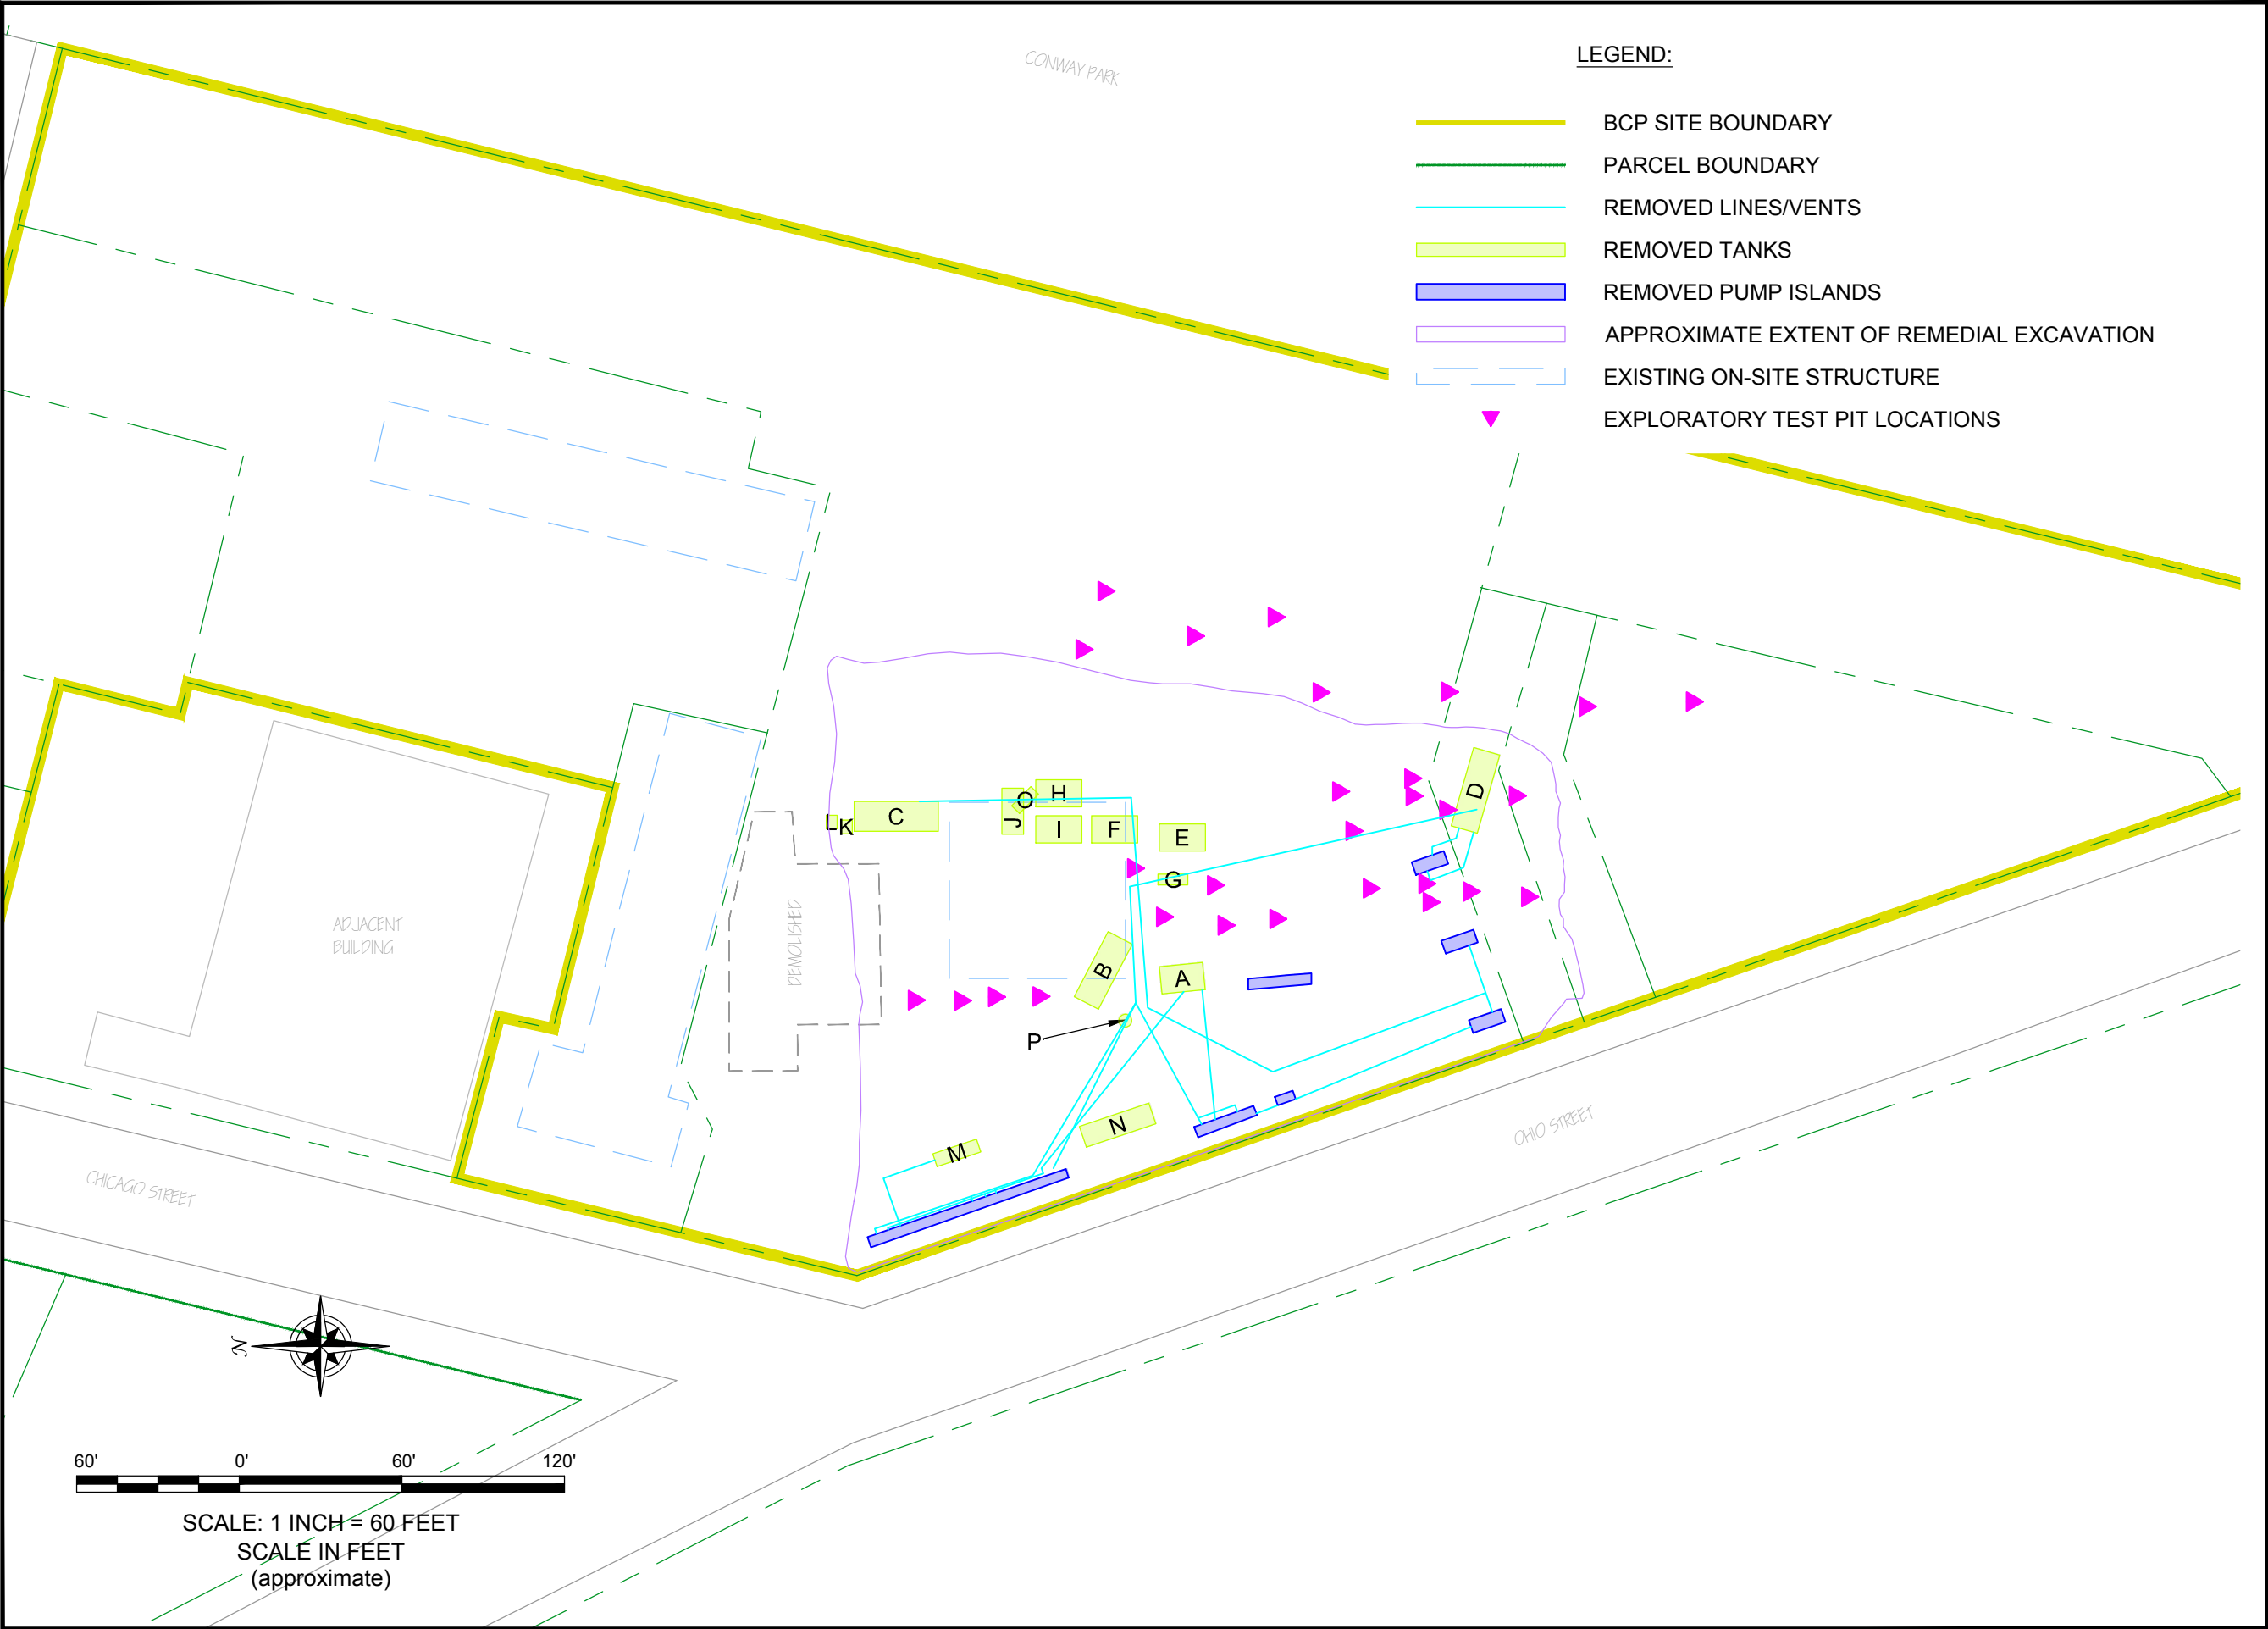 CONWAY PARK
LEGEND:
BCP SITE BOUNDARY
PARCEL BOUNDARY
REMOVED LINES/VENTS
REMOVED TANKS
REMOVED PUMP ISLANDS
APPROXIMATE EXTENT OF REMEDIAL EXCAVATION
EXISTING ON-SITE STRUCTURE
EXPLORATORY TEST PIT LOCATIONS
L
K
C
O
J
H
I
F
E
D
G
B
A
P
N
M
ADJACENT
BUILDING
DEMOLISHED
CHICAGO STREET
OHIO STREET
N
60' 0' 60' 120'
SCALE: 1 INCH = 60 FEET
SCALE IN FEET
(approximate)